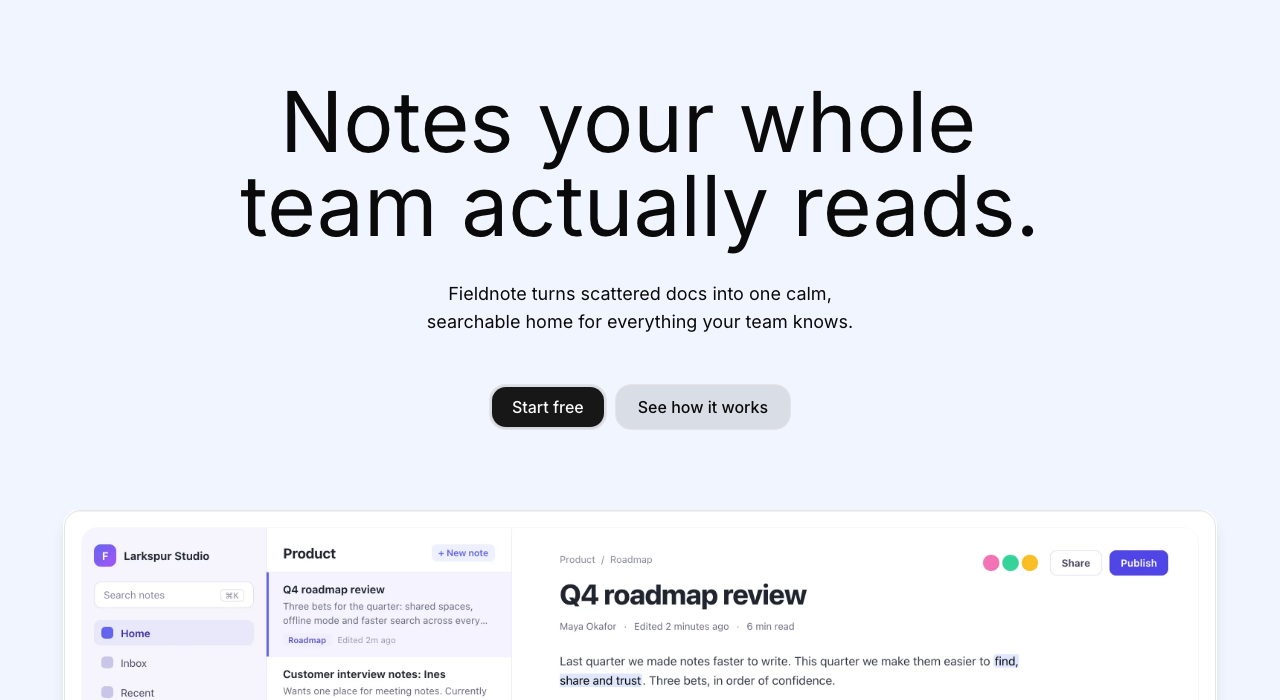 Notes your whole
team actually reads.
Fieldnote turns scattered docs into one calm,
searchable home for everything your team knows.
Start free
See how it works
F
Larkspur Studio
Search notes
⌘K
Home
Inbox
Recent
Product
+ New note
Q4 roadmap review
Three bets for the quarter: shared spaces,
offline mode and faster search across every...
Roadmap
Edited 2m ago
Customer interview notes: Ines
Wants one place for meeting notes. Currently
Product / Roadmap
Share
Publish
Q4 roadmap review
Maya Okafor · Edited 2 minutes ago · 6 min read
Last quarter we made notes faster to write. This quarter we make them easier to find,
share and trust. Three bets, in order of confidence.